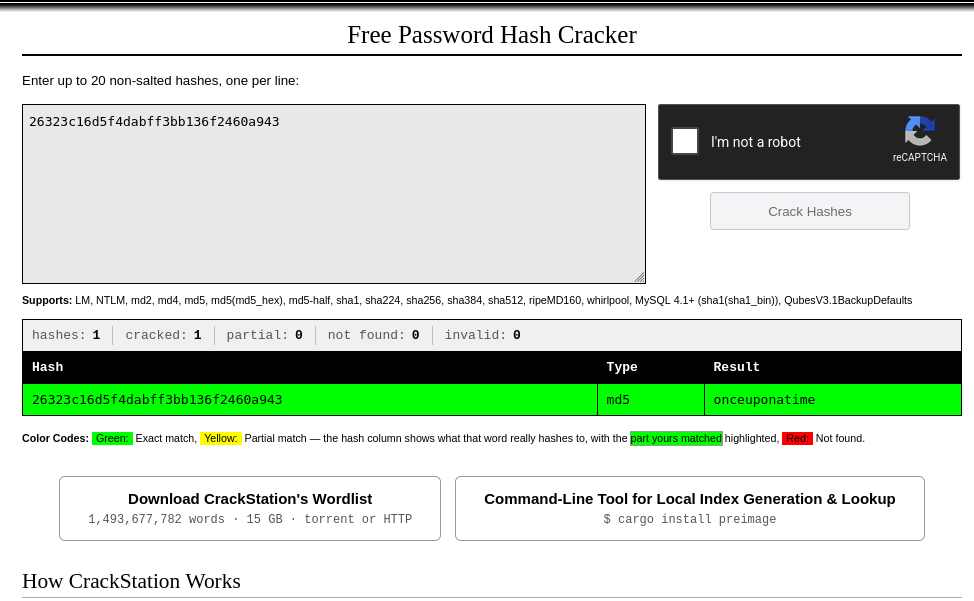 Free Password Hash Cracker
Enter up to 20 non-salted hashes, one per line:
26323c16d5f4dabff3bb136f2460a943
I'm not a robot
reCAPTCHA
Crack Hashes
Supports: LM, NTLM, md2, md4, md5, md5(md5_hex), md5-half, sha1, sha224, sha256, sha384, sha512, ripeMD160, whirlpool, MySQL 4.1+ (sha1(sha1_bin)), QubesV3.1BackupDefaults
hashes: 1 cracked: 1 partial: 0 not found: 0 invalid: 0
Hash Type Result
26323c16d5f4dabff3bb136f2460a943 md5 onceuponatime
Color Codes: Green: Exact match, Yellow: Partial match — the hash column shows what that word really hashes to, with the part yours matched highlighted, Red: Not found.
Download CrackStation's Wordlist
1,493,677,782 words · 15 GB · torrent or HTTP
Command-Line Tool for Local Index Generation & Lookup
$ cargo install preimage
How CrackStation Works